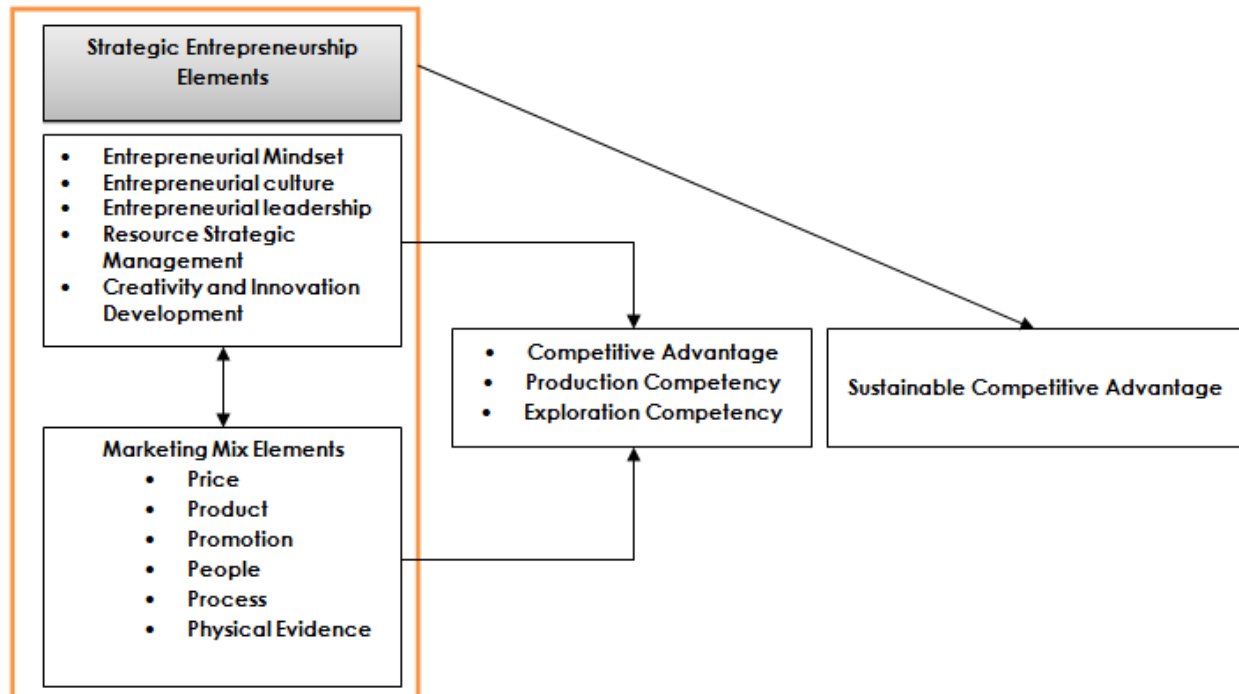 Strategic Entrepreneurship
Elements
• Entrepreneurial Mindset
• Entrepreneurial culture
• Entrepreneurial leadership
• Resource Strategic
Management
• Creativity and Innovation
Development
• Competitive Advantage
• Production Competency
• Exploration Competency
Sustainable Competitive Advantage
Marketing Mix Elements
• Price
• Product
• Promotion
• People
• Process
• Physical Evidence